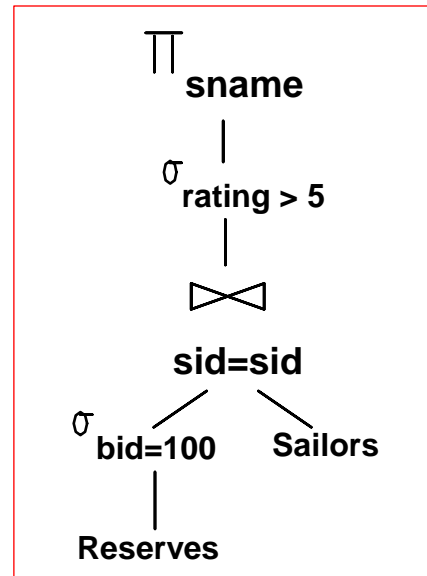 ∏ sname
σ rating > 5
⋈
sid=sid
σ bid=100 Sailors
Reserves